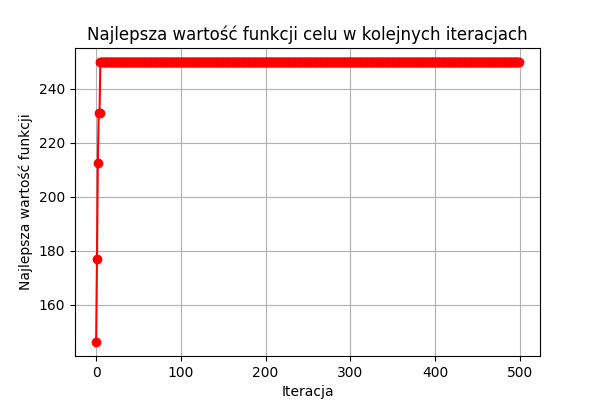 Najlepsza wartość funkcji celu w kolejnych iteracjach
Najlepsza wartość funkcji
240
220
200
180
160
0 100 200 300 400 500
Iteracja